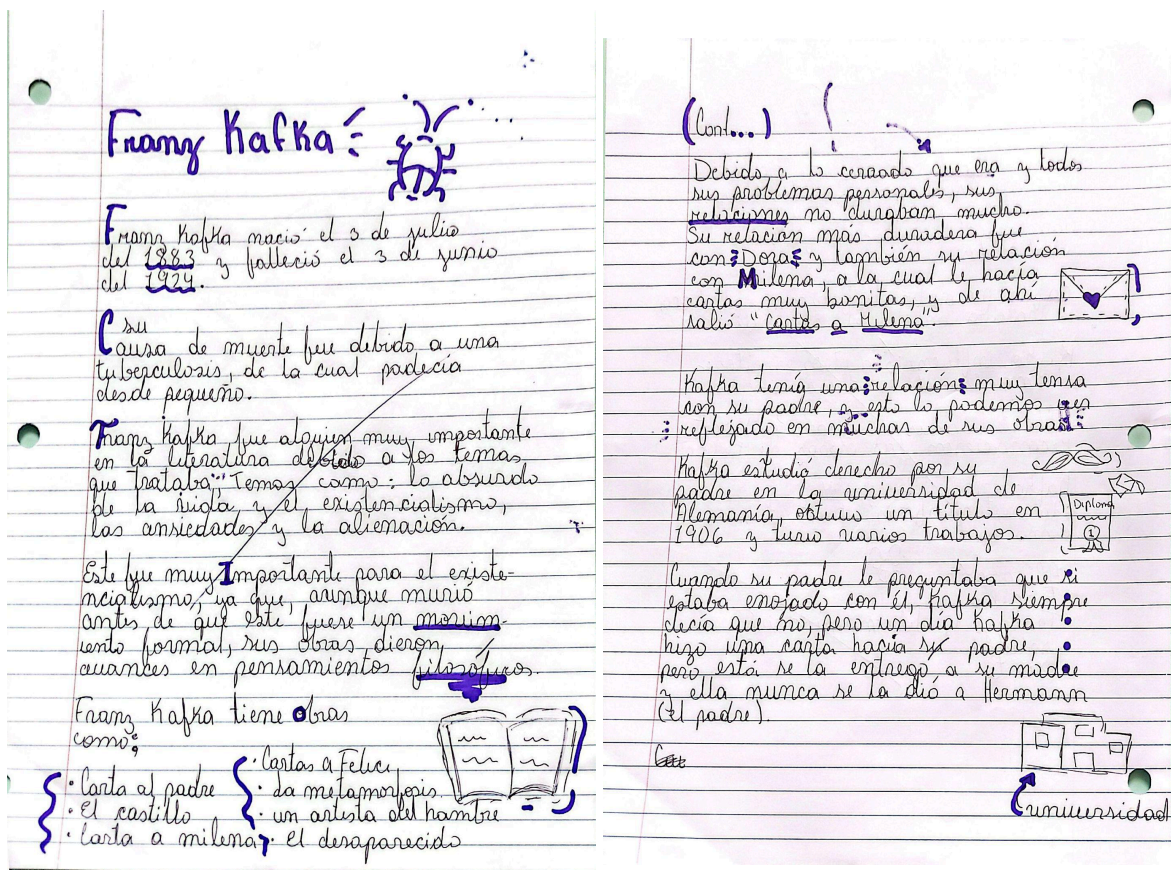 Franz Kafka:
Franz Kafka nació el 3 de julio
del 1883 y falleció el 3 de junio
del 1924.
su
Causa de muerte fue debido a una
tuberculosis, de la cual padecía
desde pequeño.
Franz Kafka fue alguien muy importante
en la literatura debido a los temas
que trataba, Temas como: lo absurdo
de la vida, y el existencialismo,
las ansiedades y la alienación.
Este fue muy Importante para el existe-
ncialismo, ya que, aunque murió
antes de que este fuese un movim-
iento formal, sus obras dieron
avances en pensamientos filosóficos.
Franz Kafka tiene obras
como:
· Carta al padre
· El castillo
· Carta a milena
· Cartas a Felice
· La metamorfosis
· un artista del hambre
· El desaparecido
(Cont...)
Debido a lo cerrado que era y todos
sus problemas personales, sus
relaciones no duraban mucho.
Su relación más duradera fue
con Dora y también su relación
con Milena, a la cual le hacía
cartas muy bonitas, y de ahí
salió "Cartas a Milena".
Kafka tenía una relación muy tensa
con su padre, y esto lo podemos ver
reflejado en muchas de sus obras.
Kafka estudió derecho por su
padre en la universidad de
Alemania, obtuvo un título en
1906 y tuvo varios trabajos.
Diploma
1
Cuando su padre le preguntaba que si
estaba enojado con él, Kafka siempre
decía que no, pero un día Kafka
hizo una carta hacia su padre,
pero está se la entregó a su madre
y ella nunca se la dió a Hermann
(El padre).
universidad